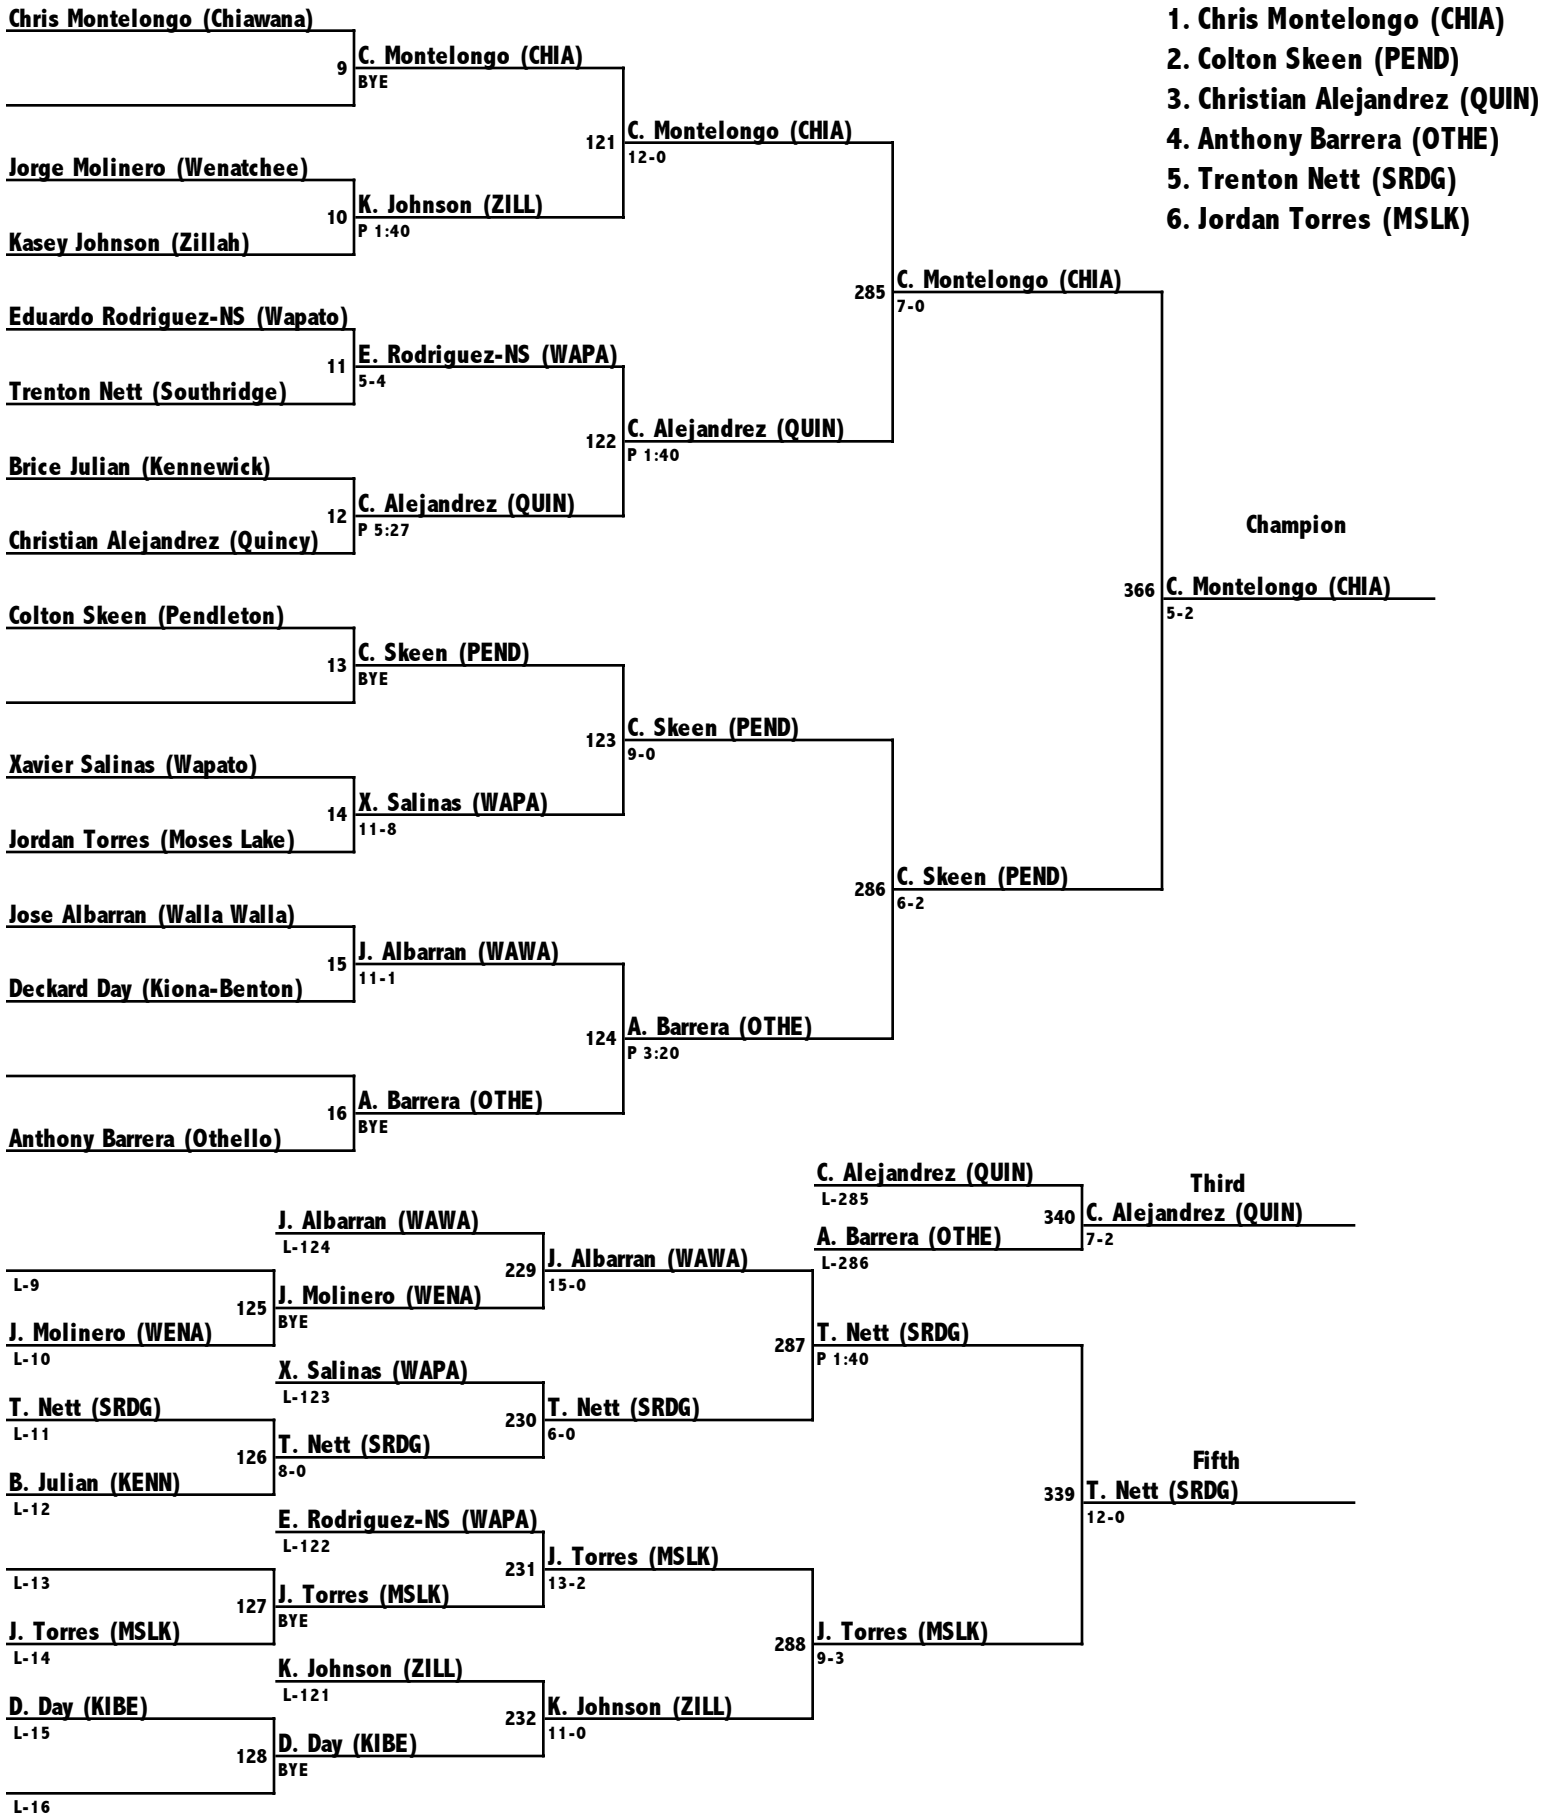 Chris Montelongo (Chiawana)
9
C. Montelongo (CHIA)
BYE
121
C. Montelongo (CHIA)
12-0
Jorge Molinero (Wenatchee)
10
K. Johnson (ZILL)
P 1:40
Kasey Johnson (Zillah)
285
C. Montelongo (CHIA)
7-0
Eduardo Rodriguez-NS (Wapato)
11
E. Rodriguez-NS (WAPA)
5-4
Trenton Nett (Southridge)
122
C. Alejandrez (QUIN)
P 1:40
Brice Julian (Kennewick)
12
C. Alejandrez (QUIN)
P 5:27
Christian Alejandrez (Quincy)
Champion
366
C. Montelongo (CHIA)
5-2
Colton Skeen (Pendleton)
13
C. Skeen (PEND)
BYE
123
C. Skeen (PEND)
9-0
Xavier Salinas (Wapato)
14
X. Salinas (WAPA)
11-8
Jordan Torres (Moses Lake)
286
C. Skeen (PEND)
6-2
Jose Albarran (Walla Walla)
15
J. Albarran (WAWA)
11-1
Deckard Day (Kiona-Benton)
124
A. Barrera (OTHE)
P 3:20
16
A. Barrera (OTHE)
BYE
Anthony Barrera (Othello)
1. Chris Montelongo (CHIA)
2. Colton Skeen (PEND)
3. Christian Alejandrez (QUIN)
4. Anthony Barrera (OTHE)
5. Trenton Nett (SRDG)
6. Jordan Torres (MSLK)
C. Alejandrez (QUIN)
L-285
340
A. Barrera (OTHE)
L-286
Third
C. Alejandrez (QUIN)
7-2
J. Albarran (WAWA)
L-124
229
J. Albarran (WAWA)
15-0
L-9
125
J. Molinero (WENA)
BYE
J. Molinero (WENA)
L-10
287
T. Nett (SRDG)
P 1:40
X. Salinas (WAPA)
L-123
T. Nett (SRDG)
L-11
230
T. Nett (SRDG)
6-0
126
T. Nett (SRDG)
8-0
B. Julian (KENN)
L-12
Fifth
339
T. Nett (SRDG)
12-0
E. Rodriguez-NS (WAPA)
L-122
231
J. Torres (MSLK)
13-2
L-13
127
J. Torres (MSLK)
BYE
J. Torres (MSLK)
L-14
288
J. Torres (MSLK)
9-3
K. Johnson (ZILL)
L-121
D. Day (KIBE)
L-15
232
K. Johnson (ZILL)
11-0
128
D. Day (KIBE)
BYE
L-16